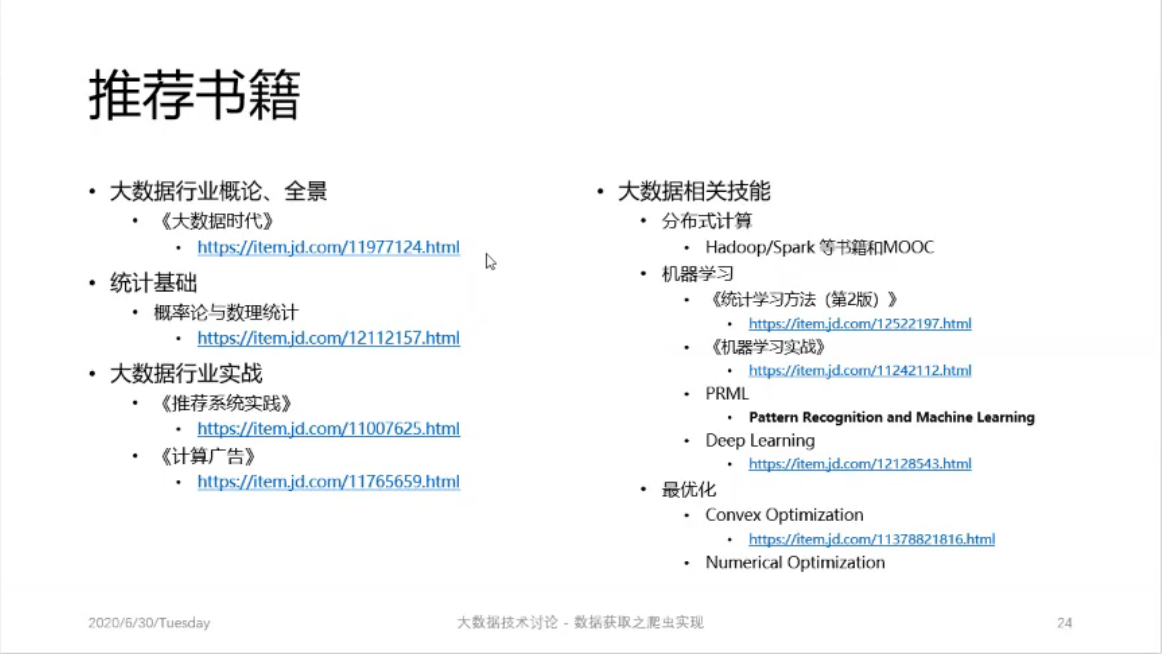 推荐书籍
• 大数据行业概论、全景
• 《大数据时代》
• https://item.jd.com/11977124.html
• 统计基础
• 概率论与数理统计
• https://item.jd.com/12112157.html
• 大数据行业实战
• 《推荐系统实践》
• https://item.jd.com/11007625.html
• 《计算广告》
• https://item.jd.com/11765659.html
• 大数据相关技能
• 分布式计算
• Hadoop/Spark 等书籍和MOOC
• 机器学习
• 《统计学习方法（第2版）》
• https://item.jd.com/12522197.html
• 《机器学习实战》
• https://item.jd.com/11242112.html
• PRML
• Pattern Recognition and Machine Learning
• Deep Learning
• https://item.jd.com/12128543.html
• 最优化
• Convex Optimization
• https://item.jd.com/11378821816.html
• Numerical Optimization
2020/6/30/Tuesday
大数据技术讨论 - 数据获取之爬虫实现
24